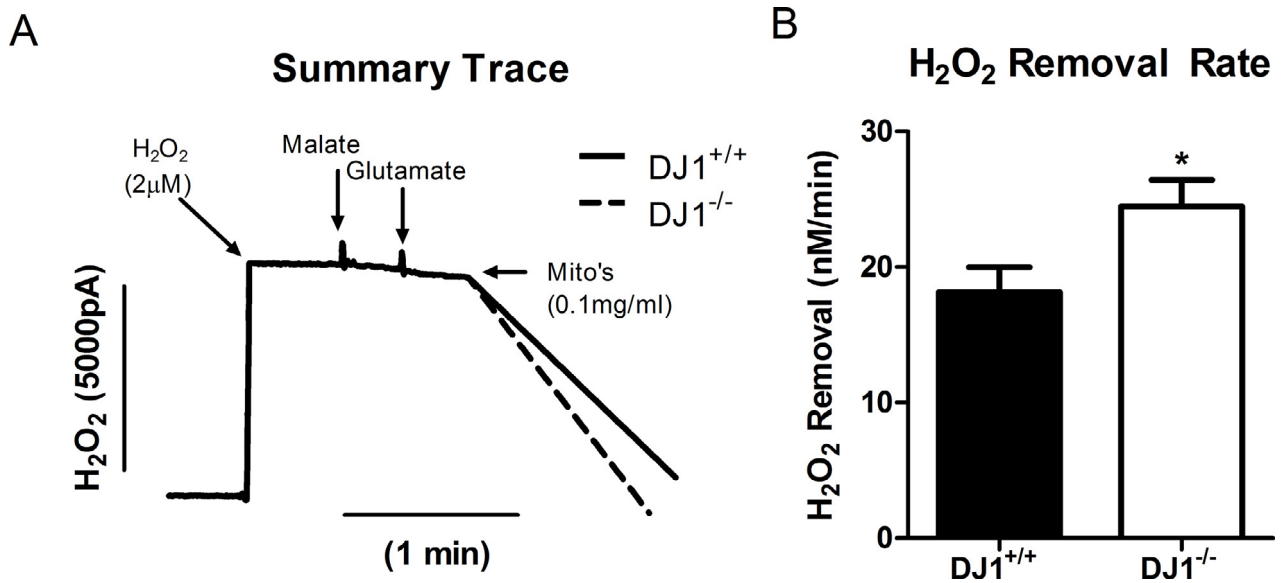 A
Summary Trace
H₂O₂
(2μM)
Malate
Glutamate
DJ1⁺/⁺
DJ1⁻/⁻
Mito's
(0.1mg/ml)
H₂O₂ (5000pA)
(1 min)
B
H₂O₂ Removal Rate
H₂O₂ Removal (nM/min)
30
*
20
10
0
DJ1⁺/⁺
DJ1⁻/⁻